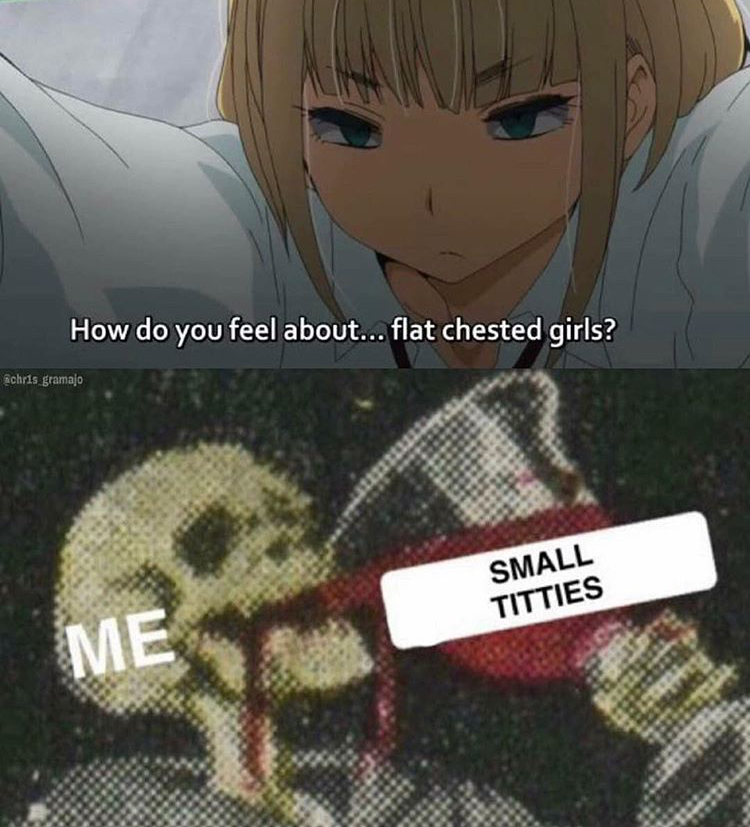 How do you feel about... flat chested girls?
@chr1s_gramajo
SMALL
TITTIES
ME